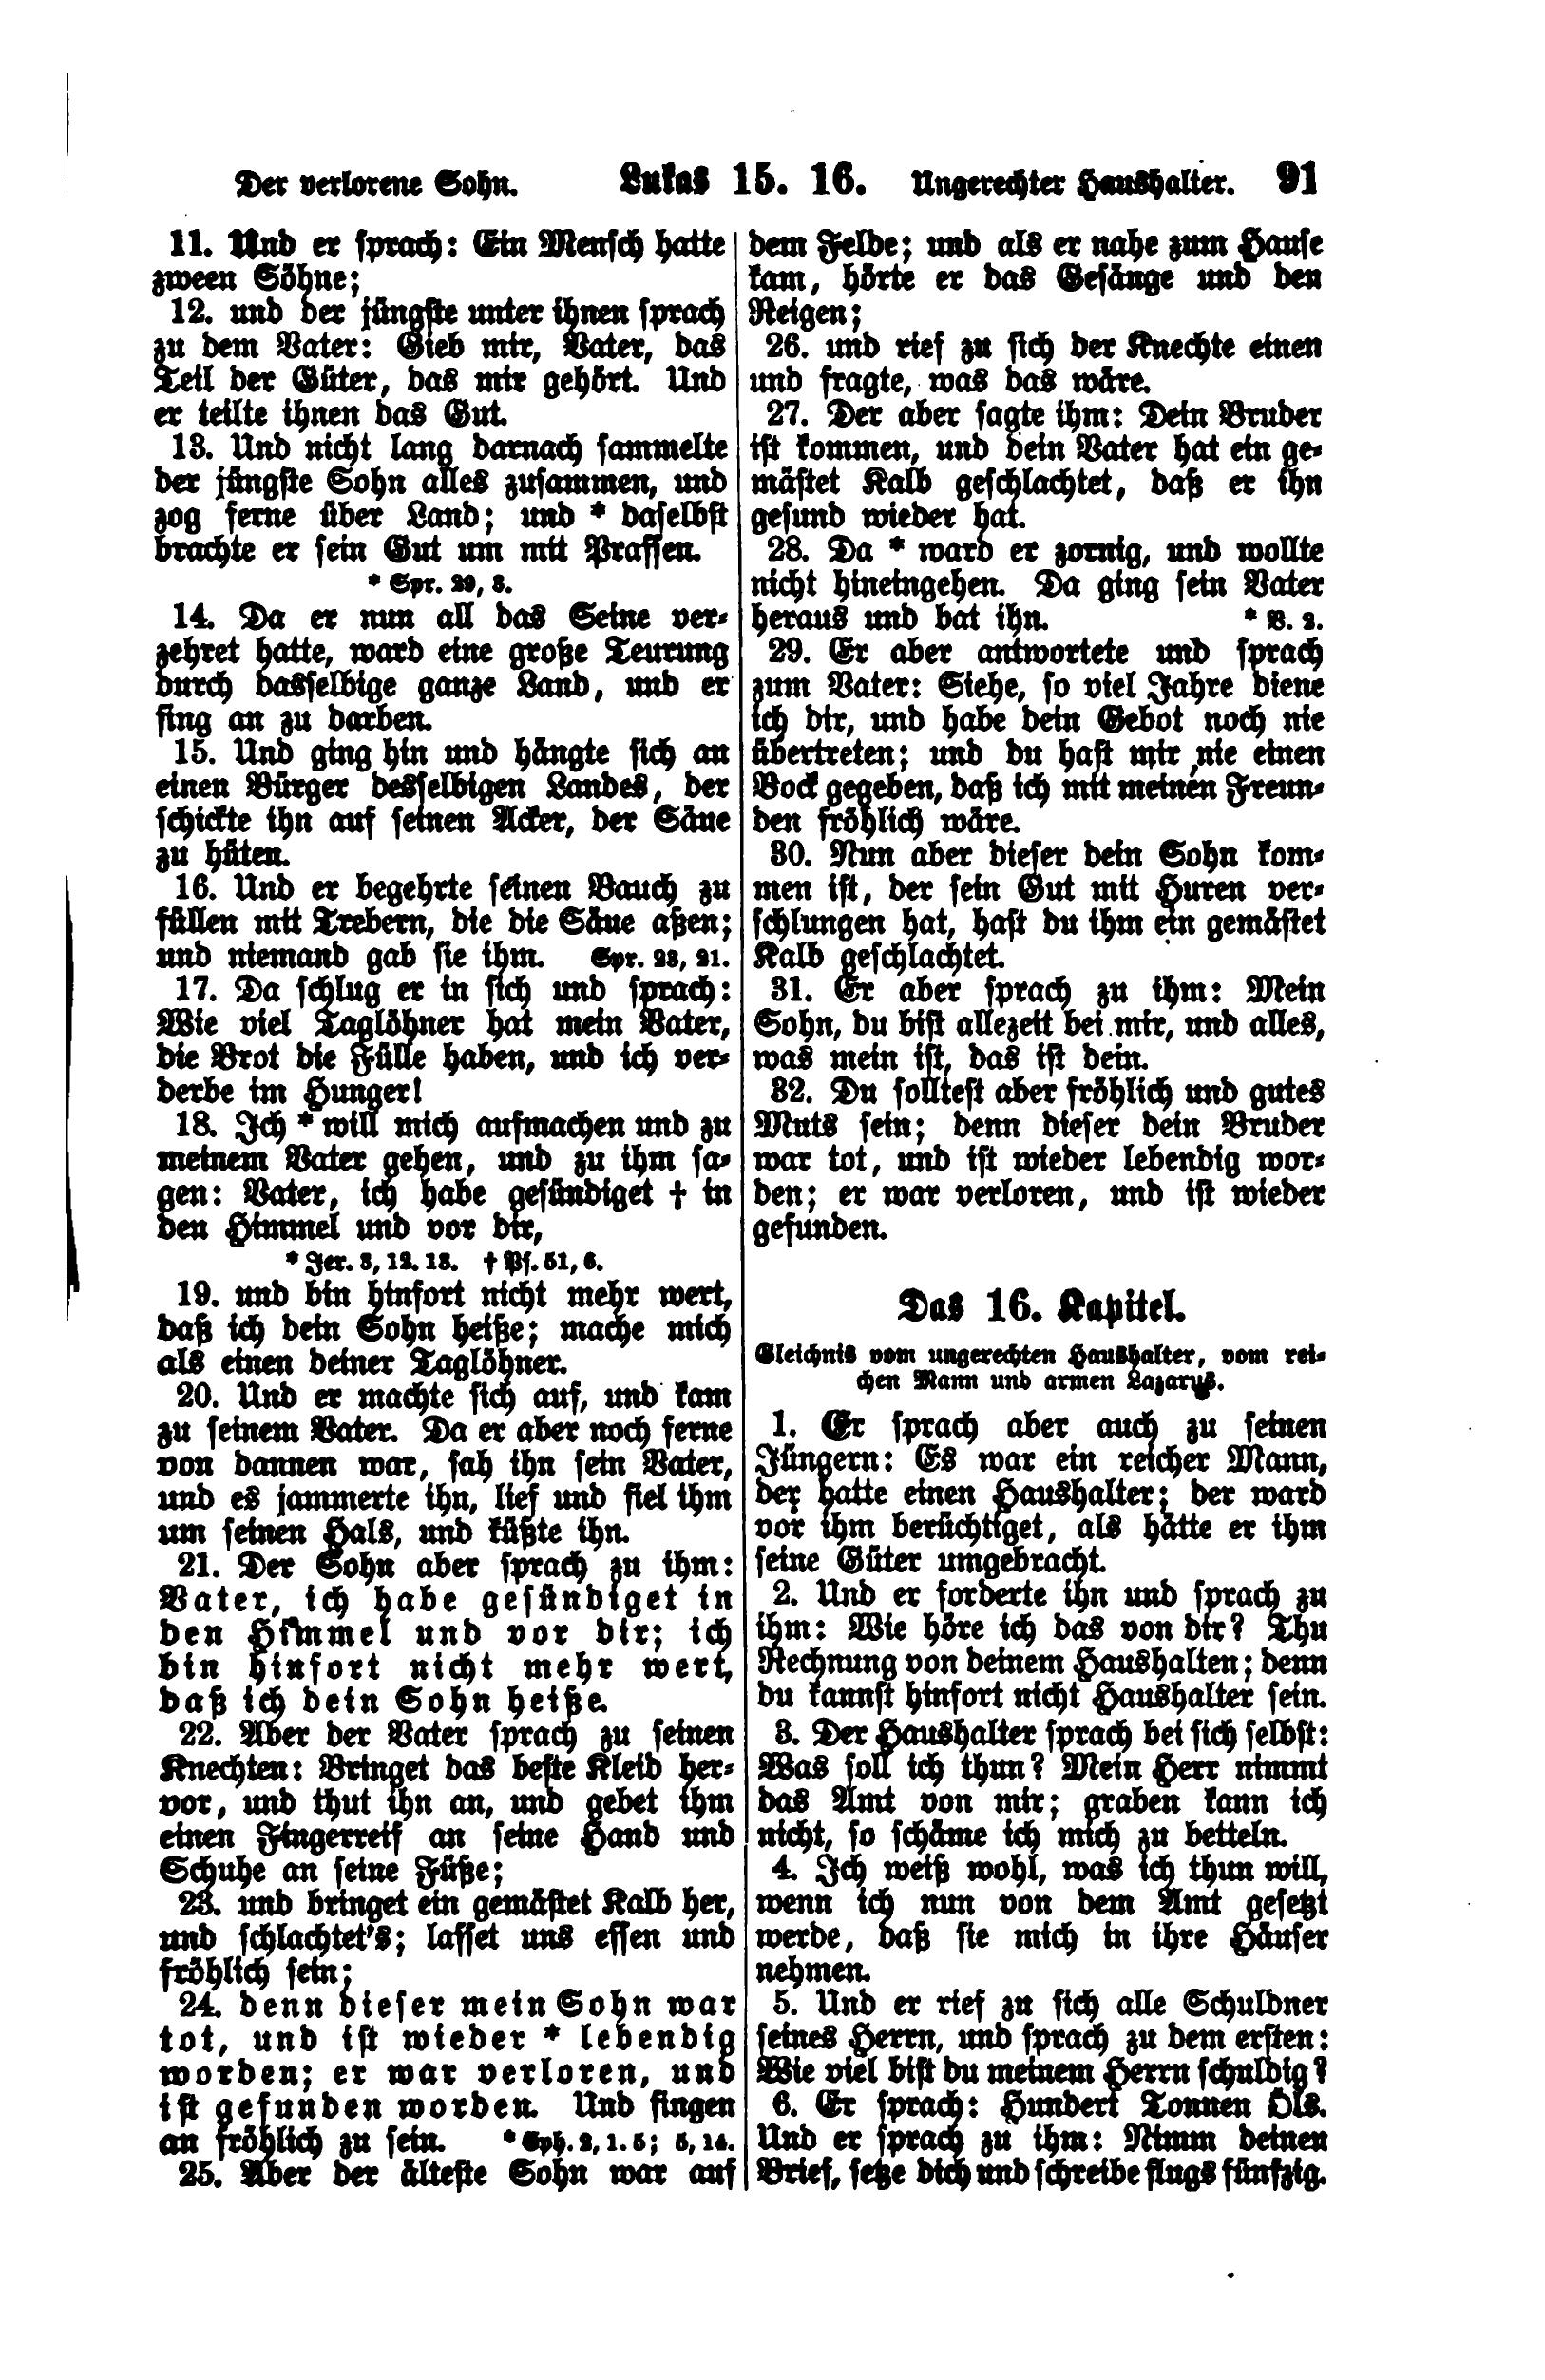 Der verlorene Sohn. Lukas 15. 16. Ungerechter Haushalter. 91
11. Und er sprach: Ein Mensch hatte
zween Söhne;
12. und der jüngste unter ihnen sprach
zu dem Vater: Gieb mir, Vater, das
Teil der Güter, das mir gehört. Und
er teilte ihnen das Gut.
13. Und nicht lang darnach sammelte
der jüngste Sohn alles zusammen, und
zog ferne über Land; und * daselbst
brachte er sein Gut um mit Prassen.
* Spr. 29, 3.
14. Da er nun all das Seine ver-
zehret hatte, ward eine große Teurung
durch dasselbige ganze Land, und er
fing an zu darben.
15. Und ging hin und hängte sich an
einen Bürger desselbigen Landes, der
schickte ihn auf seinen Acker, der Säue
zu hüten.
16. Und er begehrte seinen Bauch zu
füllen mit Trebern, die die Säue aßen;
und niemand gab sie ihm. Spr. 23, 21.
17. Da schlug er in sich und sprach:
Wie viel Taglöhner hat mein Vater,
die Brot die Fülle haben, und ich ver-
derbe im Hunger!
18. Ich * will mich aufmachen und zu
meinem Vater gehen, und zu ihm sa-
gen: Vater, ich habe gesündiget † in
den Himmel und vor dir,
* Jer. 3, 12. 13. † Ps. 51, 6.
19. und bin hinfort nicht mehr wert,
daß ich dein Sohn heiße; mache mich
als einen deiner Taglöhner.
20. Und er machte sich auf, und kam
zu seinem Vater. Da er aber noch ferne
von dannen war, sah ihn sein Vater,
und es jammerte ihn, lief und fiel ihm
um seinen Hals, und küßte ihn.
21. Der Sohn aber sprach zu ihm:
Vater, ich habe gesündiget in
den Himmel und vor dir; ich
bin hinfort nicht mehr wert,
daß ich dein Sohn heiße.
22. Aber der Vater sprach zu seinen
Knechten: Bringet das beste Kleid her-
vor, und thut ihn an, und gebet ihm
einen Fingerreif an seine Hand und
Schuhe an seine Füße;
23. und bringet ein gemästet Kalb her,
und schlachtet's; lasset uns essen und
fröhlich sein;
24. denn dieser mein Sohn war
tot, und ist wieder * lebendig
worden; er war verloren, und
ist gefunden worden. Und fingen
an fröhlich zu sein. * Eph. 2, 1. 5; 5, 14.
25. Aber der älteste Sohn war auf
dem Felde; und als er nahe zum Hause
kam, hörte er das Gesänge und den
Reigen;
26. und rief zu sich der Knechte einen
und fragte, was das wäre.
27. Der aber sagte ihm: Dein Bruder
ist kommen, und dein Vater hat ein ge-
mästet Kalb geschlachtet, daß er ihn
gesund wieder hat.
28. Da * ward er zornig, und wollte
nicht hineingehen. Da ging sein Vater
heraus und bat ihn. * V. 2.
29. Er aber antwortete und sprach
zum Vater: Siehe, so viel Jahre diene
ich dir, und habe dein Gebot noch nie
übertreten; und du hast mir nie einen
Bock gegeben, daß ich mit meinen Freun-
den fröhlich wäre.
30. Nun aber dieser dein Sohn kom-
men ist, der sein Gut mit Huren ver-
schlungen hat, hast du ihm ein gemästet
Kalb geschlachtet.
31. Er aber sprach zu ihm: Mein
Sohn, du bist allezeit bei mir, und alles,
was mein ist, das ist dein.
32. Du solltest aber fröhlich und gutes
Muts sein; denn dieser dein Bruder
war tot, und ist wieder lebendig wor-
den; er war verloren, und ist wieder
gefunden.
Das 16. Kapitel.
Gleichnis vom ungerechten Haushalter, vom rei-
chen Mann und armen Lazarus.
1. Er sprach aber auch zu seinen
Jüngern: Es war ein reicher Mann,
der hatte einen Haushalter; der ward
vor ihm berüchtiget, als hätte er ihm
seine Güter umgebracht.
2. Und er forderte ihn und sprach zu
ihm: Wie höre ich das von dir? Thu
Rechnung von deinem Haushalten; denn
du kannst hinfort nicht Haushalter sein.
3. Der Haushalter sprach bei sich selbst:
Was soll ich thun? Mein Herr nimmt
das Amt von mir; graben kann ich
nicht, so schäme ich mich zu betteln.
4. Ich weiß wohl, was ich thun will,
wenn ich nun von dem Amt gesetzt
werde, daß sie mich in ihre Häuser
nehmen.
5. Und er rief zu sich alle Schuldner
seines Herrn, und sprach zu dem ersten:
Wie viel bist du meinem Herrn schuldig?
6. Er sprach: Hundert Tonnen Öls.
Und er sprach zu ihm: Nimm deinen
Brief, setze dich und schreibe flugs fünfzig.